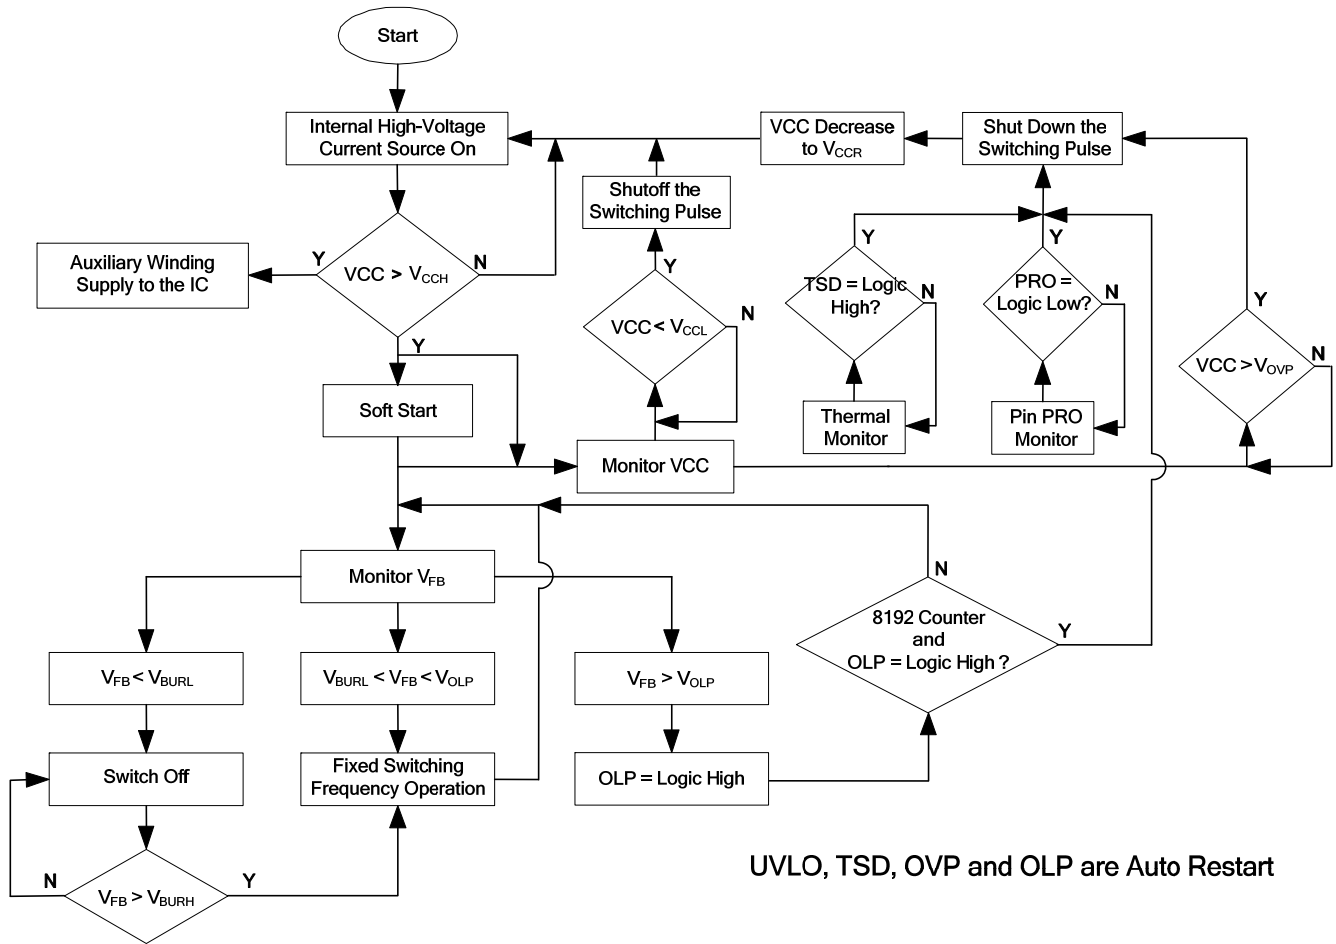 Start
Internal High-Voltage
Current Source On
VCC Decrease
to VCCR
Shut Down the
Switching Pulse
Shutoff the
Switching Pulse
Auxiliary Winding
Supply to the IC
Y
VCC > VCCH
N
Y
Y
VCC < VCCL
N
Y
TSD = Logic
High?
N
Y
PRO =
Logic Low?
N
Y
VCC > VOVP
N
Soft Start
Thermal
Monitor
Pin PRO
Monitor
Monitor VCC
Monitor VFB
N
8192 Counter
and
OLP = Logic High ?
Y
VFB < VBURL
VBURL < VFB < VOLP
VFB > VOLP
Switch Off
Fixed Switching
Frequency Operation
OLP = Logic High
N
VFB > VBURH
Y
UVLO, TSD, OVP and OLP are Auto Restart